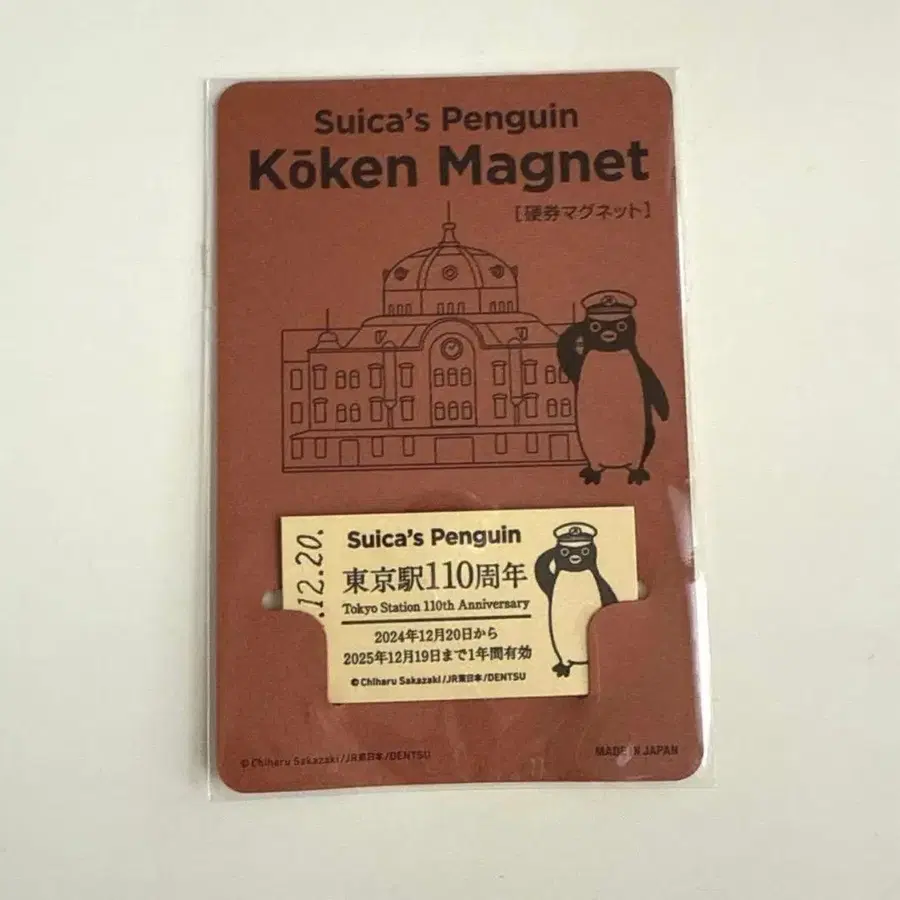 Suica's Penguin
Kōken Magnet
[硬券マグネット]
.12.20.
Suica's Penguin
東京駅110周年
Tokyo Station 110th Anniversary
2024年12月20日から
2025年12月19日まで1年間有効
©Chiharu Sakazaki/JR東日本/DENTSU
©Chiharu Sakazaki/JR東日本/DENTSU
MADE IN JAPAN